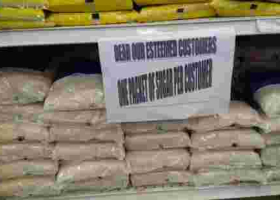 DEAR OUR ESTEEMED CUSTOMERS
ONE PACKET OF SUGAR PER CUSTOMER